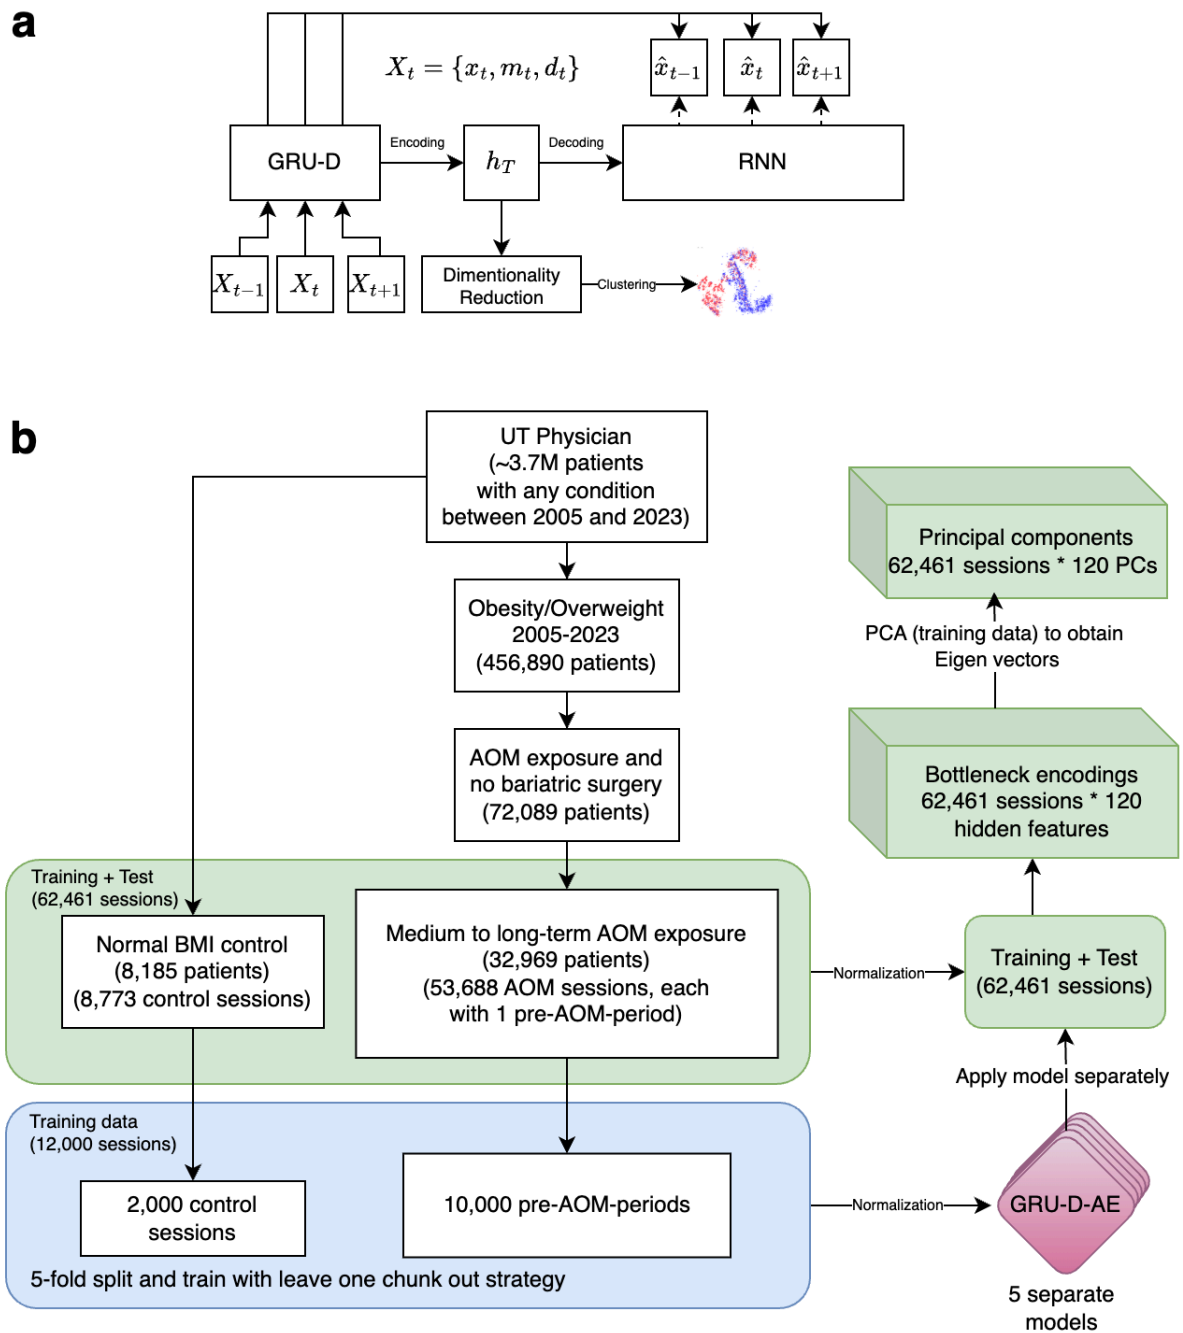 a
X_t = {x_t, m_t, d_t}
x̂_{t−1}
x̂_t
x̂_{t+1}
GRU-D
Encoding
h_T
Decoding
RNN
X_{t−1}
X_t
X_{t+1}
Dimentionality
Reduction
Clustering
b
UT Physician
(~3.7M patients
with any condition
between 2005 and 2023)
Obesity/Overweight
2005-2023
(456,890 patients)
AOM exposure and
no bariatric surgery
(72,089 patients)
Training + Test
(62,461 sessions)
Normal BMI control
(8,185 patients)
(8,773 control sessions)
Medium to long-term AOM exposure
(32,969 patients)
(53,688 AOM sessions, each
with 1 pre-AOM-period)
Normalization
Training data
(12,000 sessions)
2,000 control
sessions
10,000 pre-AOM-periods
5-fold split and train with leave one chunk out strategy
Normalization
Principal components
62,461 sessions * 120 PCs
PCA (training data) to obtain
Eigen vectors
Bottleneck encodings
62,461 sessions * 120
hidden features
Training + Test
(62,461 sessions)
Apply model separately
GRU-D-AE
5 separate
models